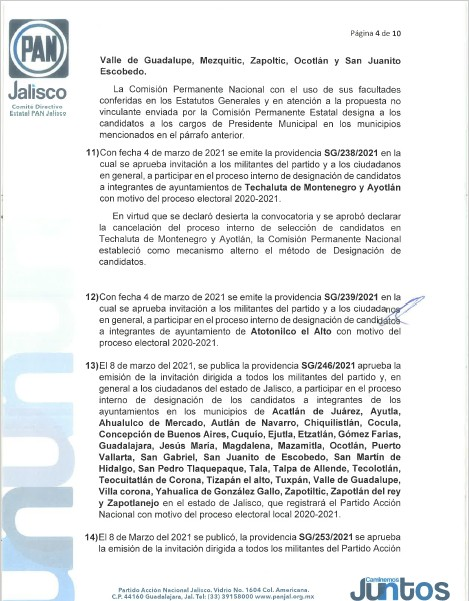 Página 4 de 10
PAN
Jalisco
Comité Directivo
Estatal PAN Jalisco
Valle de Guadalupe, Mezquitic, Zapoltic, Ocotlán y San Juanito
Escobedo.
La Comisión Permanente Nacional con el uso de sus facultades
conferidas en los Estatutos Generales y en atención a la propuesta no
vinculante enviada por la Comisión Permanente Estatal designa a los
candidatos a los cargos de Presidente Municipal en los municipios
mencionados en el párrafo anterior.
11)Con fecha 4 de marzo de 2021 se emite la providencia SG/238/2021 en la
cual se aprueba invitación a los militantes del partido y a los ciudadanos
en general, a participar en el proceso interno de designación de candidatos
a integrantes de ayuntamientos de Techaluta de Montenegro y Ayotlán
con motivo del proceso electoral 2020-2021.
En virtud que se declaró desierta la convocatoria y se aprobó declarar
la cancelación del proceso interno de selección de candidatos en
Techaluta de Montenegro y Ayotlán, la Comisión Permanente Nacional
estableció como mecanismo alterno el método de Designación de
candidatos.
12)Con fecha 4 de marzo de 2021 se emite la providencia SG/239/2021 en la
cual se aprueba invitación a los militantes del partido y a los ciudadanos
en general, a participar en el proceso interno de designación de candidatos
a integrantes de ayuntamiento de Atotonilco el Alto con motivo del
proceso electoral 2020-2021.
13)El 8 de marzo del 2021, se publica la providencia SG/246/2021 aprueba la
emisión de la invitación dirigida a todos los militantes del partido y, en
general a los ciudadanos del estado de Jalisco, a participar en el proceso
interno de designación de los candidatos a integrantes de los
ayuntamientos en los municipios de Acatlán de Juárez, Ayutla,
Ahualulco de Mercado, Autlán de Navarro, Chiquilistlán, Cocula,
Concepción de Buenos Aires, Cuquío, Ejutla, Etzatlán, Gómez Farias,
Guadalajara, Jesús María, Magdalena, Mazamitla, Ocotlán, Puerto
Vallarta, San Gabriel, San Juanito de Escobedo, San Martín de
Hidalgo, San Pedro Tlaquepaque, Tala, Talpa de Allende, Tecolotlán,
Teocuitatlán de Corona, Tizapán el alto, Tuxpán, Valle de Guadalupe,
Villa corona, Yahualica de González Gallo, Zapotiltic, Zapotlán del rey
y Zapotlanejo en el estado de Jalisco, que registrará el Partido Acción
Nacional con motivo del proceso electoral local 2020-2021.
14)El 8 de Marzo del 2021 se publicó, la providencia SG/253/2021 se aprueba
la emisión de la invitación dirigida a todos los militantes del Partido Acción
Partido Acción Nacional Jalisco. Vidrio No. 1604 Col. Americana.
C.P. 44160 Guadalajara, Jal. Tel: (33) 39158000 www.panjal.org.mx
Caminemos
Juntos